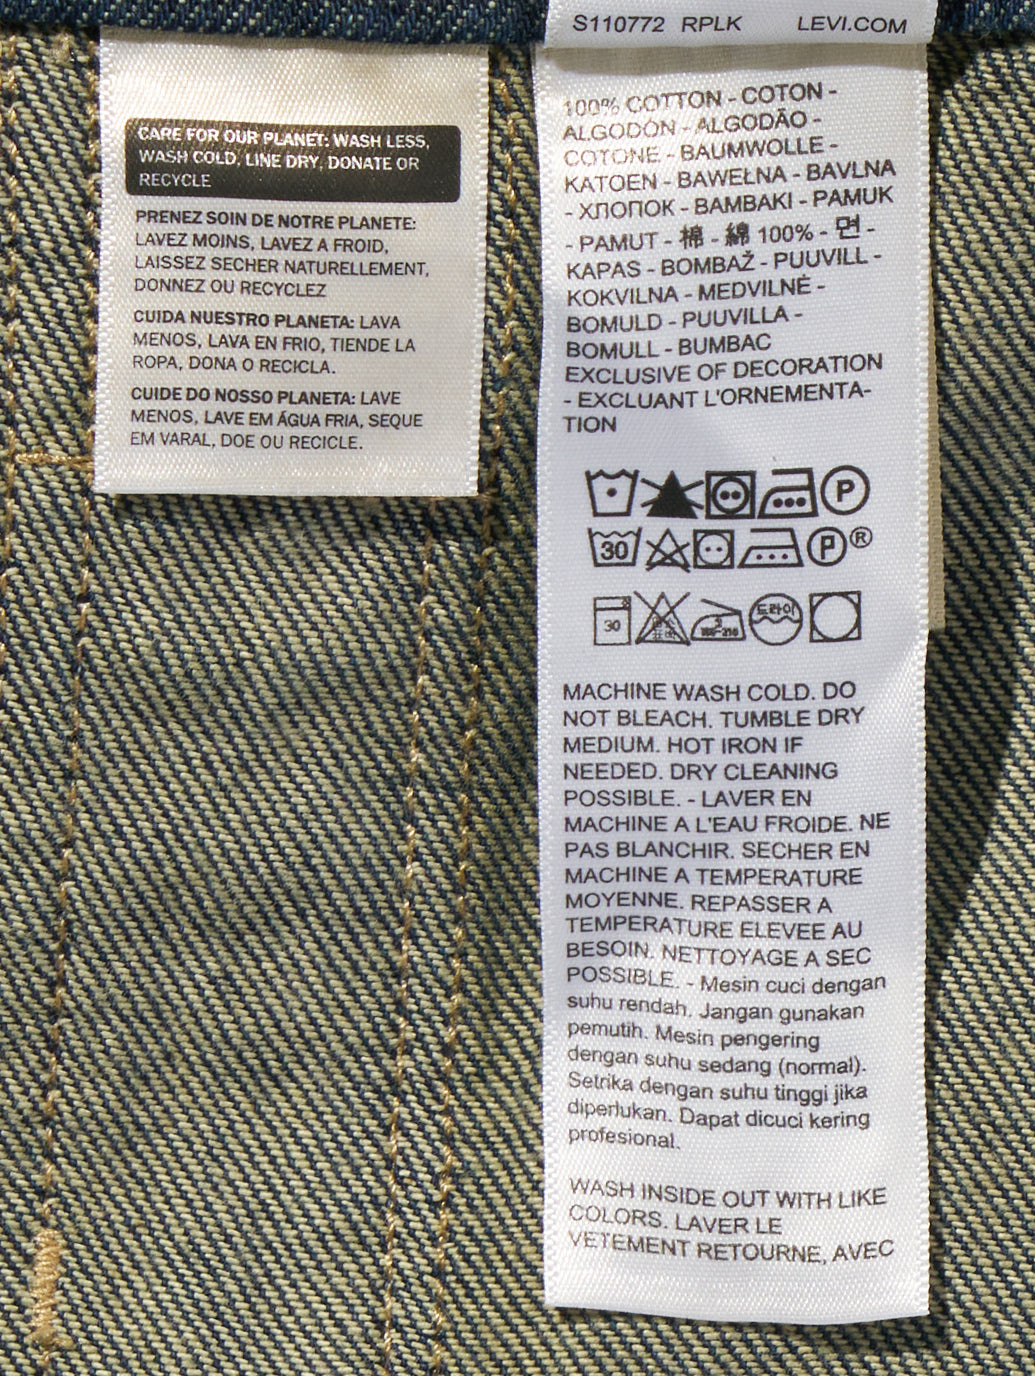 S110772 RPLK LEVI.COM
CARE FOR OUR PLANET: WASH LESS,
WASH COLD, LINE DRY, DONATE OR
RECYCLE
PRENEZ SOIN DE NOTRE PLANETE:
LAVEZ MOINS, LAVEZ A FROID,
LAISSEZ SECHER NATURELLEMENT,
DONNEZ OU RECYCLEZ
CUIDA NUESTRO PLANETA: LAVA
MENOS, LAVA EN FRIO, TIENDE LA
ROPA, DONA O RECICLA.
CUIDE DO NOSSO PLANETA: LAVE
MENOS, LAVE EM ÁGUA FRIA, SEQUE
EM VARAL, DOE OU RECICLE.
100% COTTON - COTON -
ALGODÓN - ALGODÃO -
COTONE - BAUMWOLLE -
KATOEN - BAWEŁNA - BAVLNA
- ХЛОПОК - BAMBAKI - PAMUK
- PAMUT - 棉 - 綿 100% - 면 -
KAPAS - BOMBAŽ - PUUVILL -
KOKVILNA - MEDVILNĖ -
BOMULD - PUUVILLA -
BOMULL - BUMBAC
EXCLUSIVE OF DECORATION
- EXCLUANT L'ORNEMENTA-
TION
P
30 P ®
30 드라이
MACHINE WASH COLD. DO
NOT BLEACH. TUMBLE DRY
MEDIUM. HOT IRON IF
NEEDED. DRY CLEANING
POSSIBLE. - LAVER EN
MACHINE A L'EAU FROIDE. NE
PAS BLANCHIR. SECHER EN
MACHINE A TEMPERATURE
MOYENNE. REPASSER A
TEMPERATURE ELEVEE AU
BESOIN. NETTOYAGE A SEC
POSSIBLE. - Mesin cuci dengan
suhu rendah. Jangan gunakan
pemutih. Mesin pengering
dengan suhu sedang (normal).
Setrika dengan suhu tinggi jika
diperlukan. Dapat dicuci kering
profesional.
WASH INSIDE OUT WITH LIKE
COLORS. LAVER LE
VETEMENT RETOURNE, AVEC